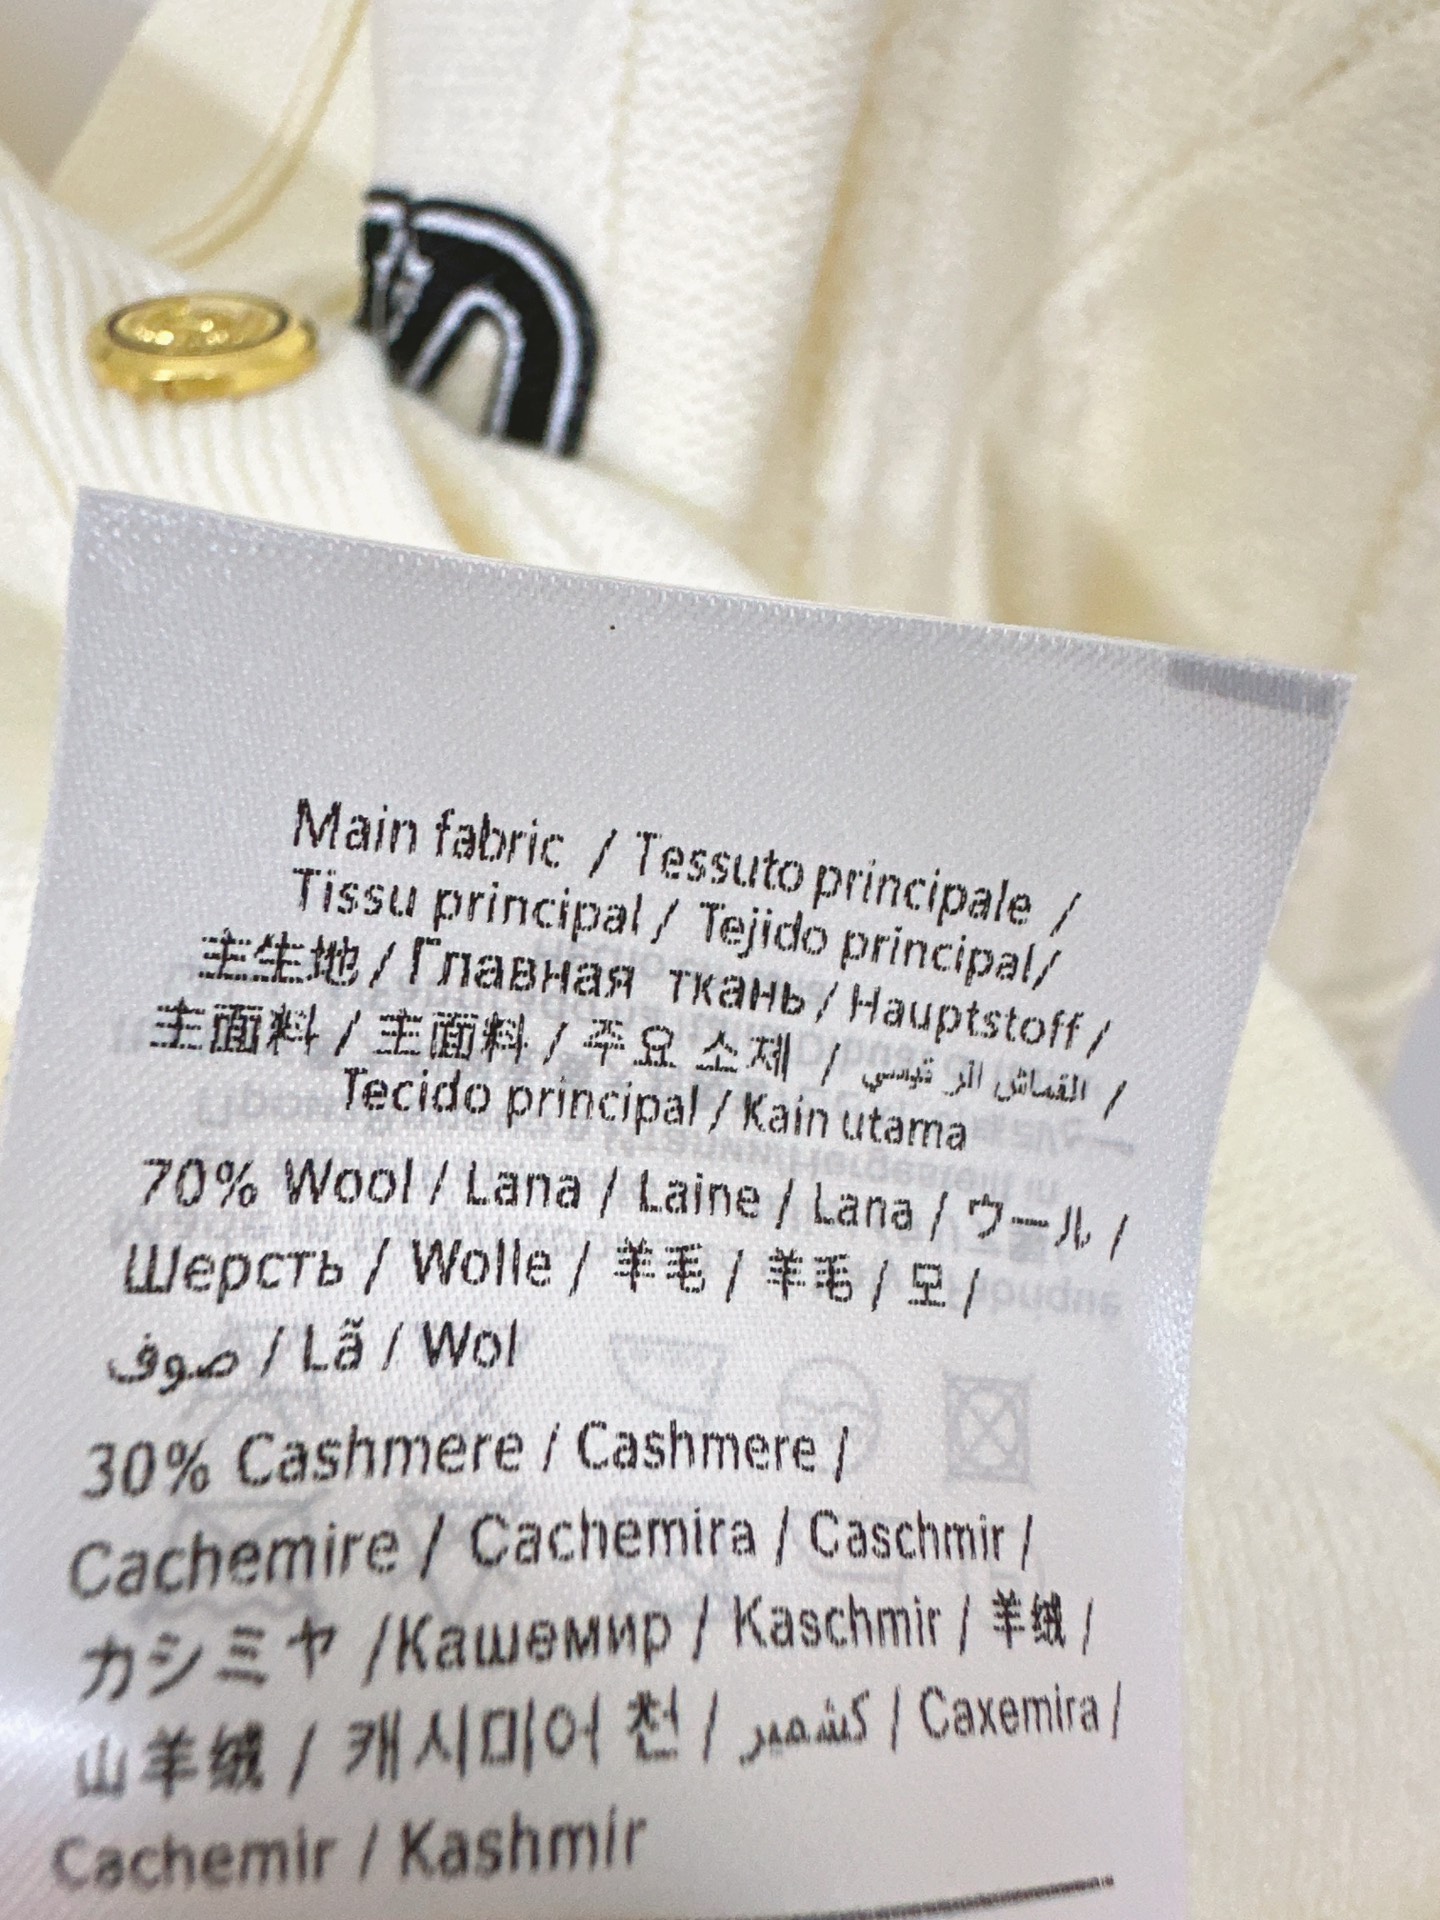 Main fabric / Tessuto principale /
Tissu principal / Tejido principal/
主生地 / Главная ткань / Hauptstoff /
主面料 / 主面料 / 주요 소재 / القماش الر ئيسي /
Tecido principal / Kain utama
70% Wool / Lana / Laine / Lana / ウール /
Шерсть / Wolle / 羊毛 / 羊毛 / 모 /
صوف / Lã / Wol
30% Cashmere / Cashmere /
Cachemire / Cachemira / Caschmir /
カシミヤ /Кашемир / Kaschmir / 羊绒 /
山羊绒 / 캐시미어 천 / كشمير / Caxemira /
Cachemir / Kashmir